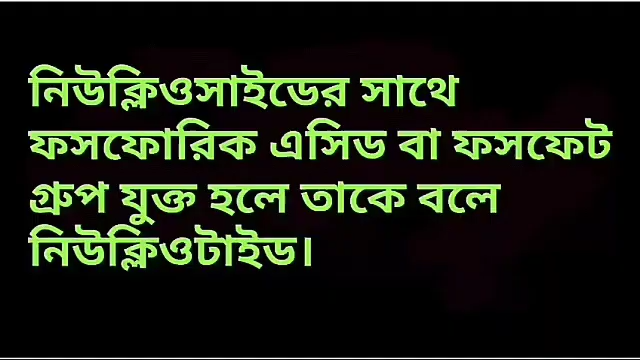 নিউক্লিওসাইডের সাথে
ফসফোরিক এসিড বা ফসফেট
গ্রুপ যুক্ত হলে তাকে বলে
নিউক্লিওটাইড।